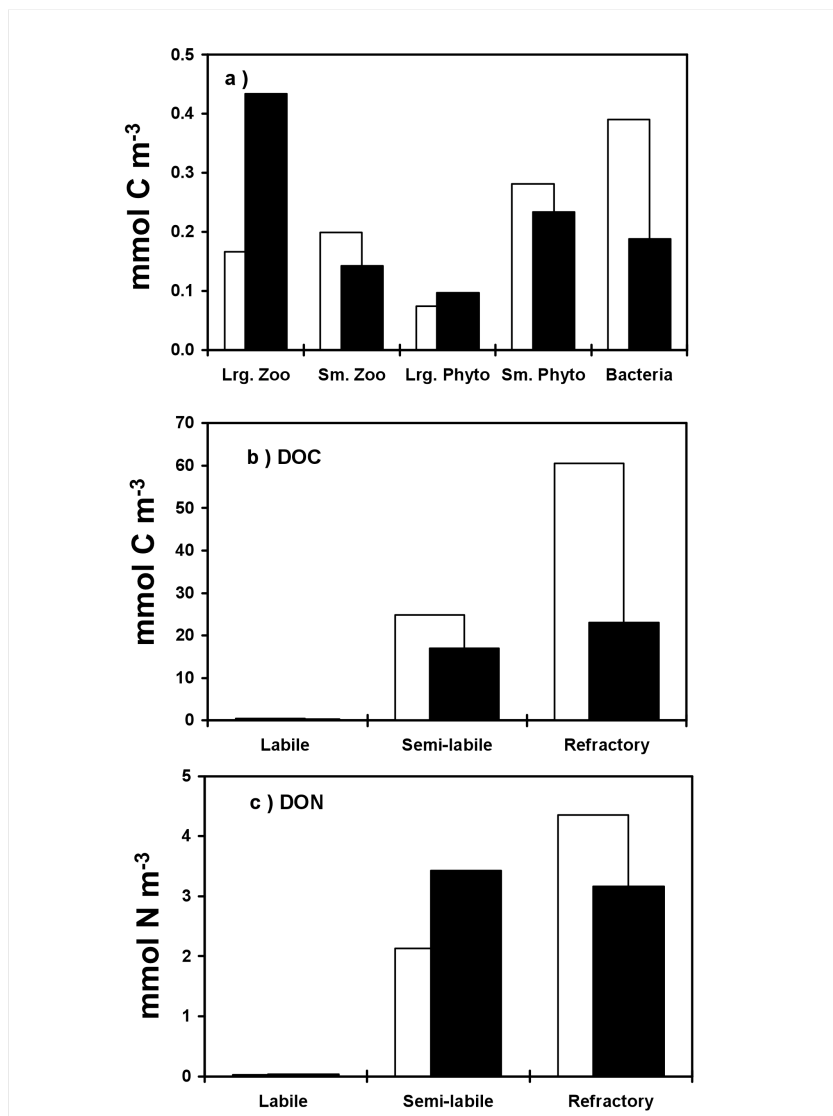 a )
mmol C m-3
0.5
0.4
0.3
0.2
0.1
0.0
Lrg. Zoo Sm. Zoo Lrg. Phyto Sm. Phyto Bacteria
b ) DOC
mmol C m-3
70
60
50
40
30
20
10
0
Labile Semi-labile Refractory
c ) DON
mmol N m-3
5
4
3
2
1
0
Labile Semi-labile Refractory